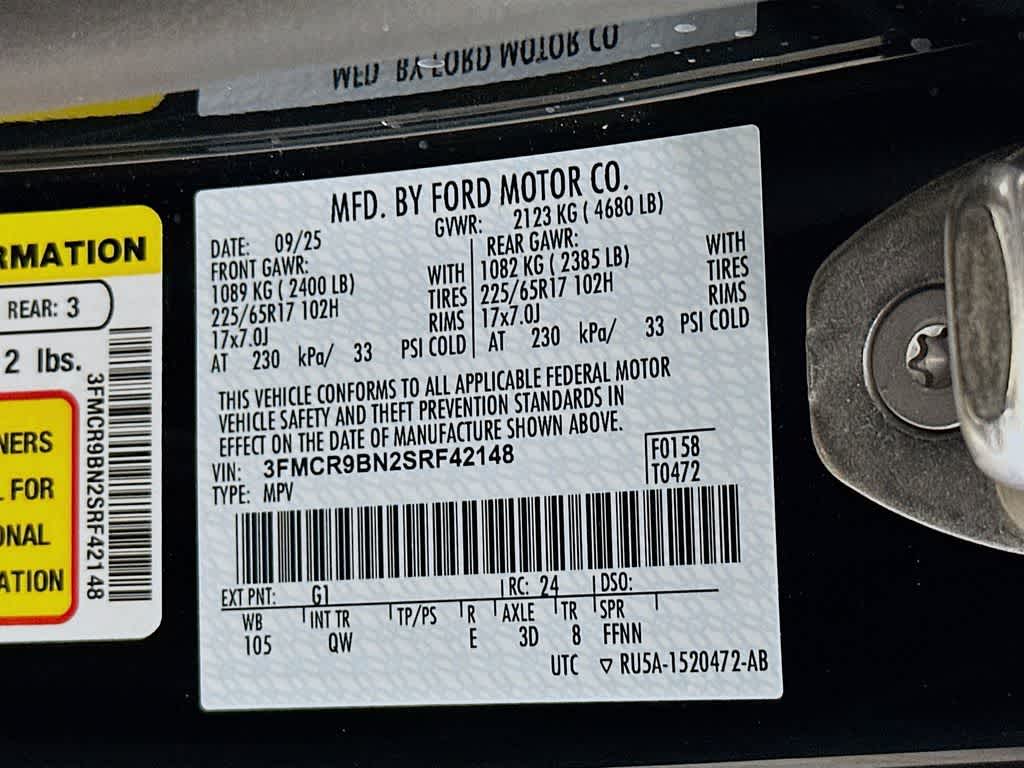 MFD. BY FORD MOTOR CO
RMATION
REAR: 3
2 lbs.
NERS
L FOR
ONAL
ATION
3FMCR9BN2SRF42148
MFD. BY FORD MOTOR CO.
DATE: 09/25 GVWR: 2123 KG ( 4680 LB)
FRONT GAWR: REAR GAWR:
1089 KG ( 2400 LB) WITH 1082 KG ( 2385 LB) WITH
225/65R17 102H TIRES 225/65R17 102H TIRES
17x7.0J RIMS 17x7.0J RIMS
AT 230 kPa/ 33 PSI COLD AT 230 kPa/ 33 PSI COLD
THIS VEHICLE CONFORMS TO ALL APPLICABLE FEDERAL MOTOR
VEHICLE SAFETY AND THEFT PREVENTION STANDARDS IN
EFFECT ON THE DATE OF MANUFACTURE SHOWN ABOVE.
VIN: 3FMCR9BN2SRF42148 F0158
TYPE: MPV T0472
EXT PNT: G1 RC: 24 DSO:
WB INT TR TP/PS R AXLE TR SPR
105 QW E 3D 8 FFNN
UTC ▽ RU5A-1520472-AB